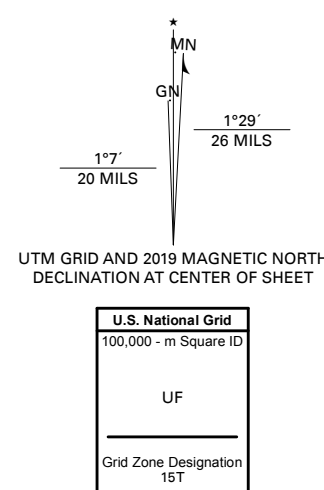 ★
MN
GN
1°29´
26 MILS
1°7´
20 MILS
UTM GRID AND 2019 MAGNETIC NORTH
DECLINATION AT CENTER OF SHEET
U.S. National Grid
100,000 - m Square ID
UF
Grid Zone Designation
15T